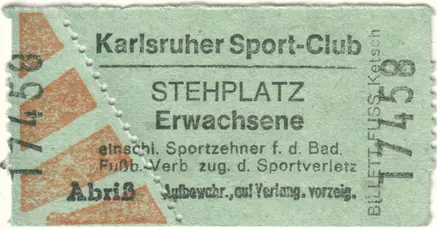 Karlsruher Sport-Club
STEHPLATZ
Erwachsene
einschl. Sportzehner f. d. Bad.
Fußb.-Verb zug. d. Sportverletz
Abriß Aufbewahr., auf Verlang. vorzeig.
17458
17458
BILLETT-FUSS, Ketsch